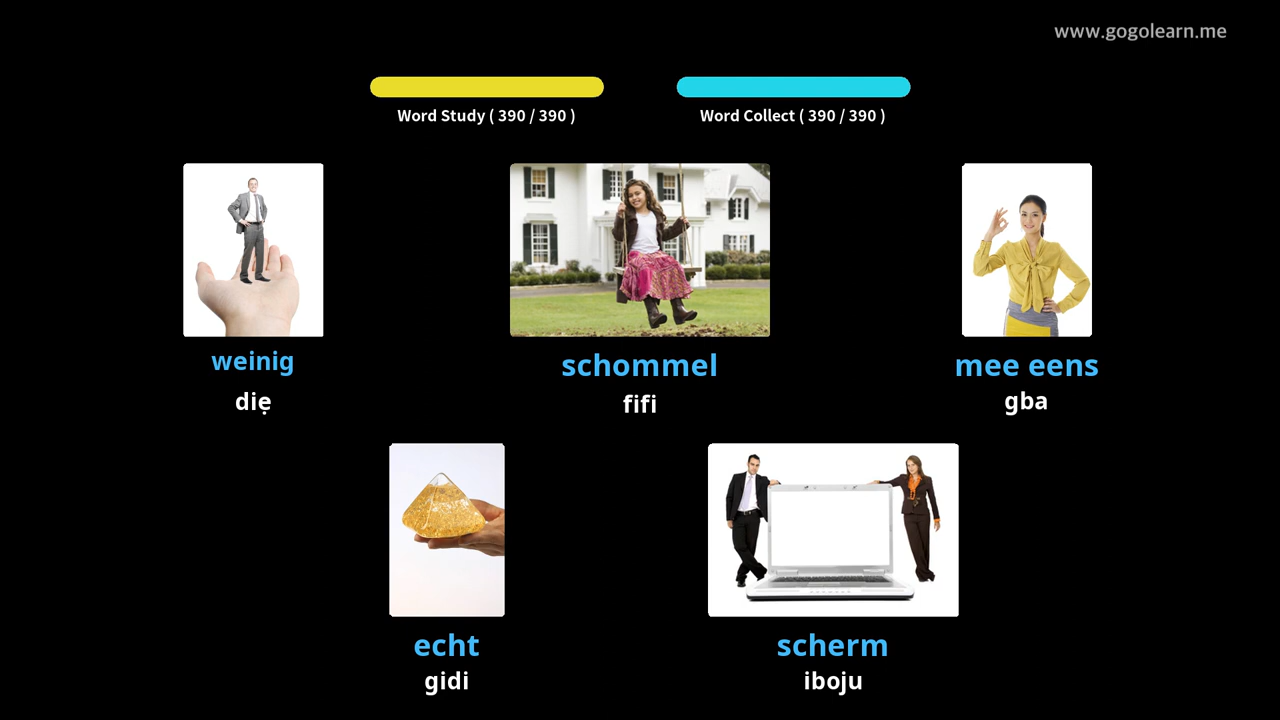 www.gogolearn.me
Word Study ( 390 / 390 )
Word Collect ( 390 / 390 )
weinig
diẹ
schommel
fifi
mee eens
gba
echt
gidi
scherm
iboju